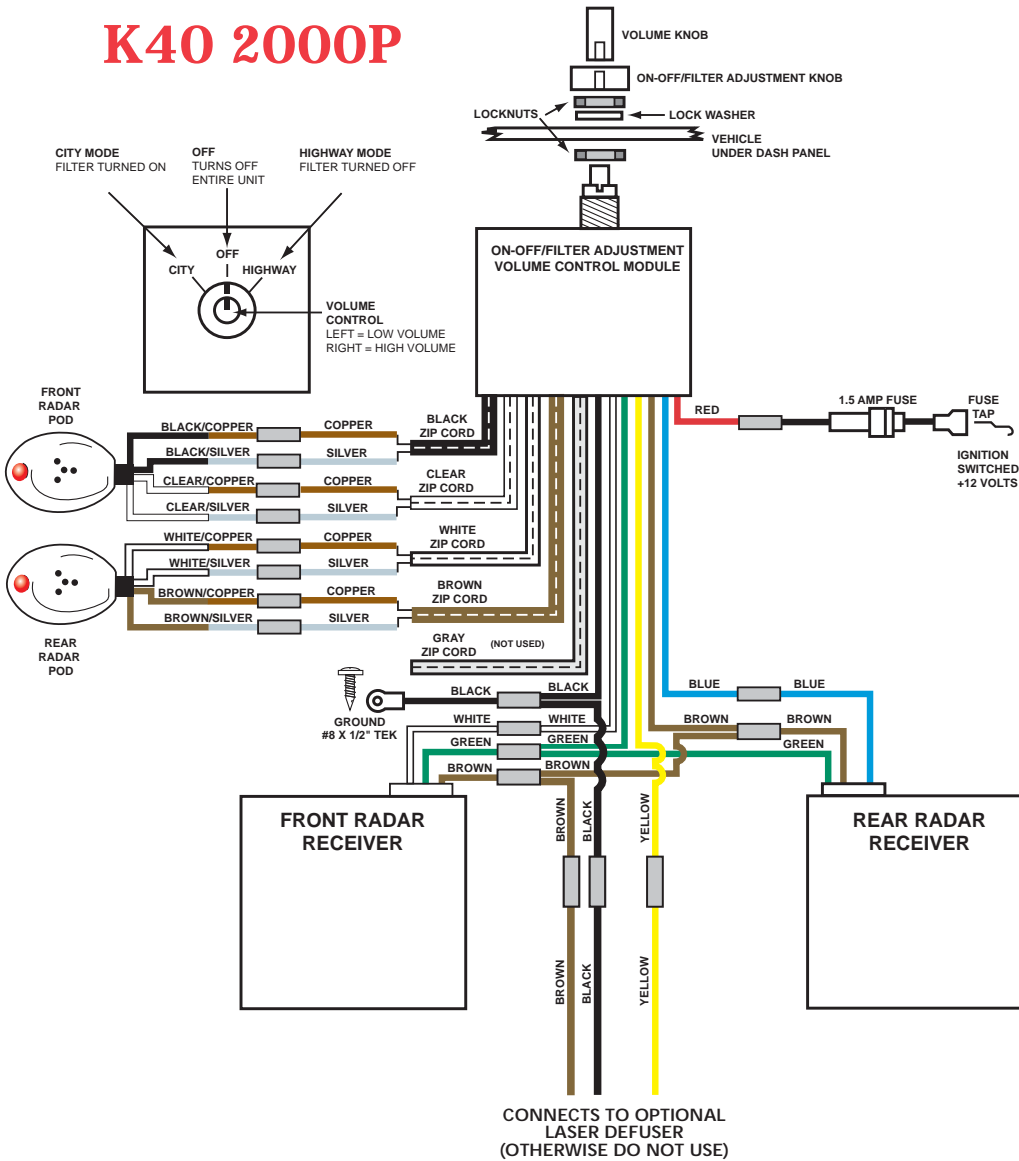 K40 2000P
VOLUME KNOB
ON-OFF/FILTER ADJUSTMENT KNOB
LOCKNUTS
LOCK WASHER
VEHICLE
UNDER DASH PANEL
CITY MODE
FILTER TURNED ON
OFF
TURNS OFF
ENTIRE UNIT
HIGHWAY MODE
FILTER TURNED OFF
OFF
CITY
HIGHWAY
VOLUME
CONTROL
LEFT = LOW VOLUME
RIGHT = HIGH VOLUME
ON-OFF/FILTER ADJUSTMENT
VOLUME CONTROL MODULE
FRONT
RADAR
POD
BLACK/COPPER
COPPER
BLACK
ZIP CORD
BLACK/SILVER
SILVER
CLEAR/COPPER
COPPER
CLEAR
ZIP CORD
CLEAR/SILVER
SILVER
WHITE/COPPER
COPPER
WHITE
ZIP CORD
WHITE/SILVER
SILVER
BROWN/COPPER
COPPER
BROWN
ZIP CORD
BROWN/SILVER
SILVER
REAR
RADAR
POD
GRAY
ZIP CORD
(NOT USED)
RED
1.5 AMP FUSE
FUSE
TAP
IGNITION
SWITCHED
+12 VOLTS
GROUND
#8 X 1/2" TEK
BLACK
BLACK
WHITE
WHITE
GREEN
GREEN
BROWN
BROWN
BLUE
BLUE
BROWN
BROWN
GREEN
FRONT RADAR
RECEIVER
REAR RADAR
RECEIVER
BROWN
BLACK
YELLOW
BROWN
BLACK
YELLOW
CONNECTS TO OPTIONAL
LASER DEFUSER
(OTHERWISE DO NOT USE)